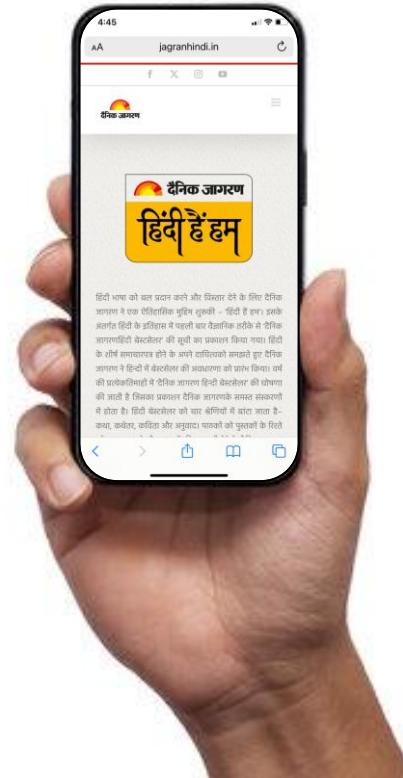 4:45
AA jagranhindi.in
दैनिक जागरण
दैनिक जागरण
हिंदी हैं हम
हिंदी भाषा को बल प्रदान करने और विस्तार देने के लिए दैनिक
जागरण ने एक ऐतिहासिक मुहिम शुरूकी - 'हिंदी हैं हम'। इसके
अंतर्गत हिंदी के इतिहास में पहली बार वैज्ञानिक तरीके से 'दैनिक
जागरणहिंदी बेस्टसेलर' की सूची का प्रकाशन किया गया। हिंदी
के शीर्ष समाचारपत्र होने के अपने दायित्वको समझते हुए दैनिक
जागरण ने हिन्दी में बेस्टसेलर की अवधारणा को प्रारंभ किया। वर्ष
की प्रत्येकतिमाही में 'दैनिक जागरण हिन्दी बेस्टसेलर' की घोषणा
की जाती है जिसका प्रकाशन दैनिक जागरणके समस्त संस्करणों
में होता है। हिंदी बेस्टसेलर को चार श्रेणियों में बांटा जाता है-
कथा, कथेतर, कविता और अनुवाद। पाठकों को पुस्तकों के रिश्ते